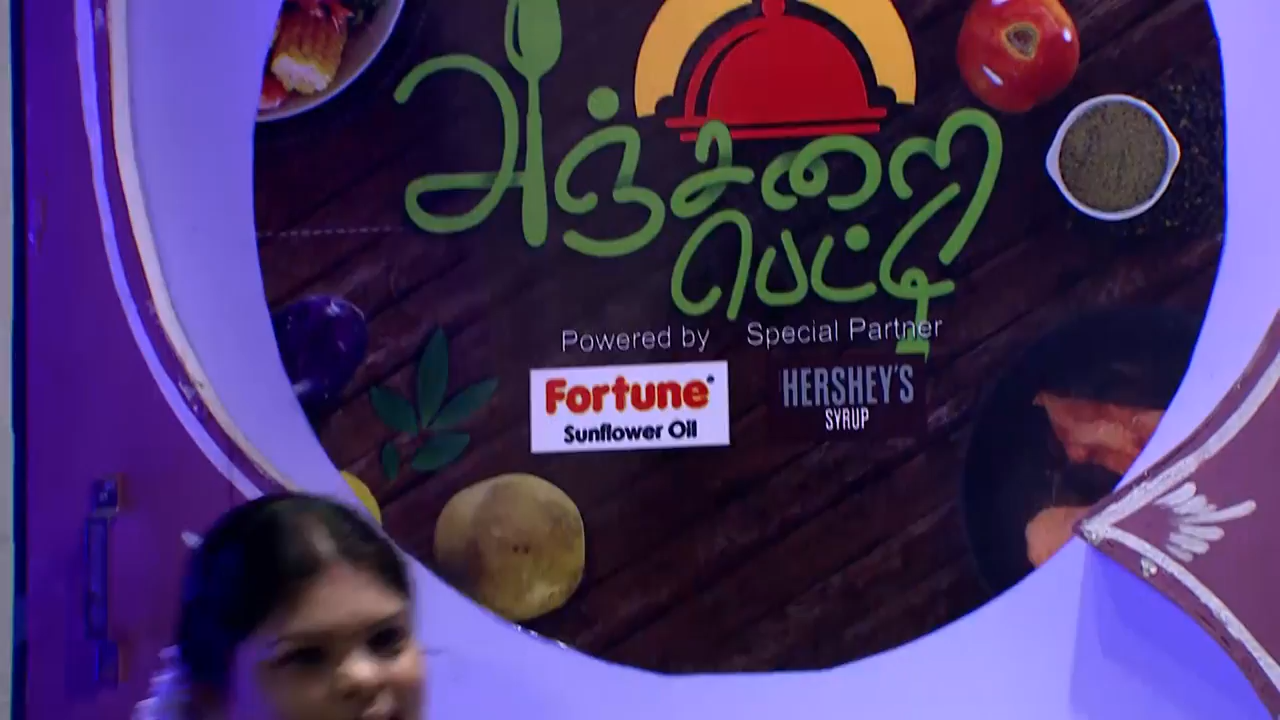 அஞ்சறை
பெட்டி
Powered by Special Partner
Fortune
Sunflower Oil
HERSHEY'S
SYRUP